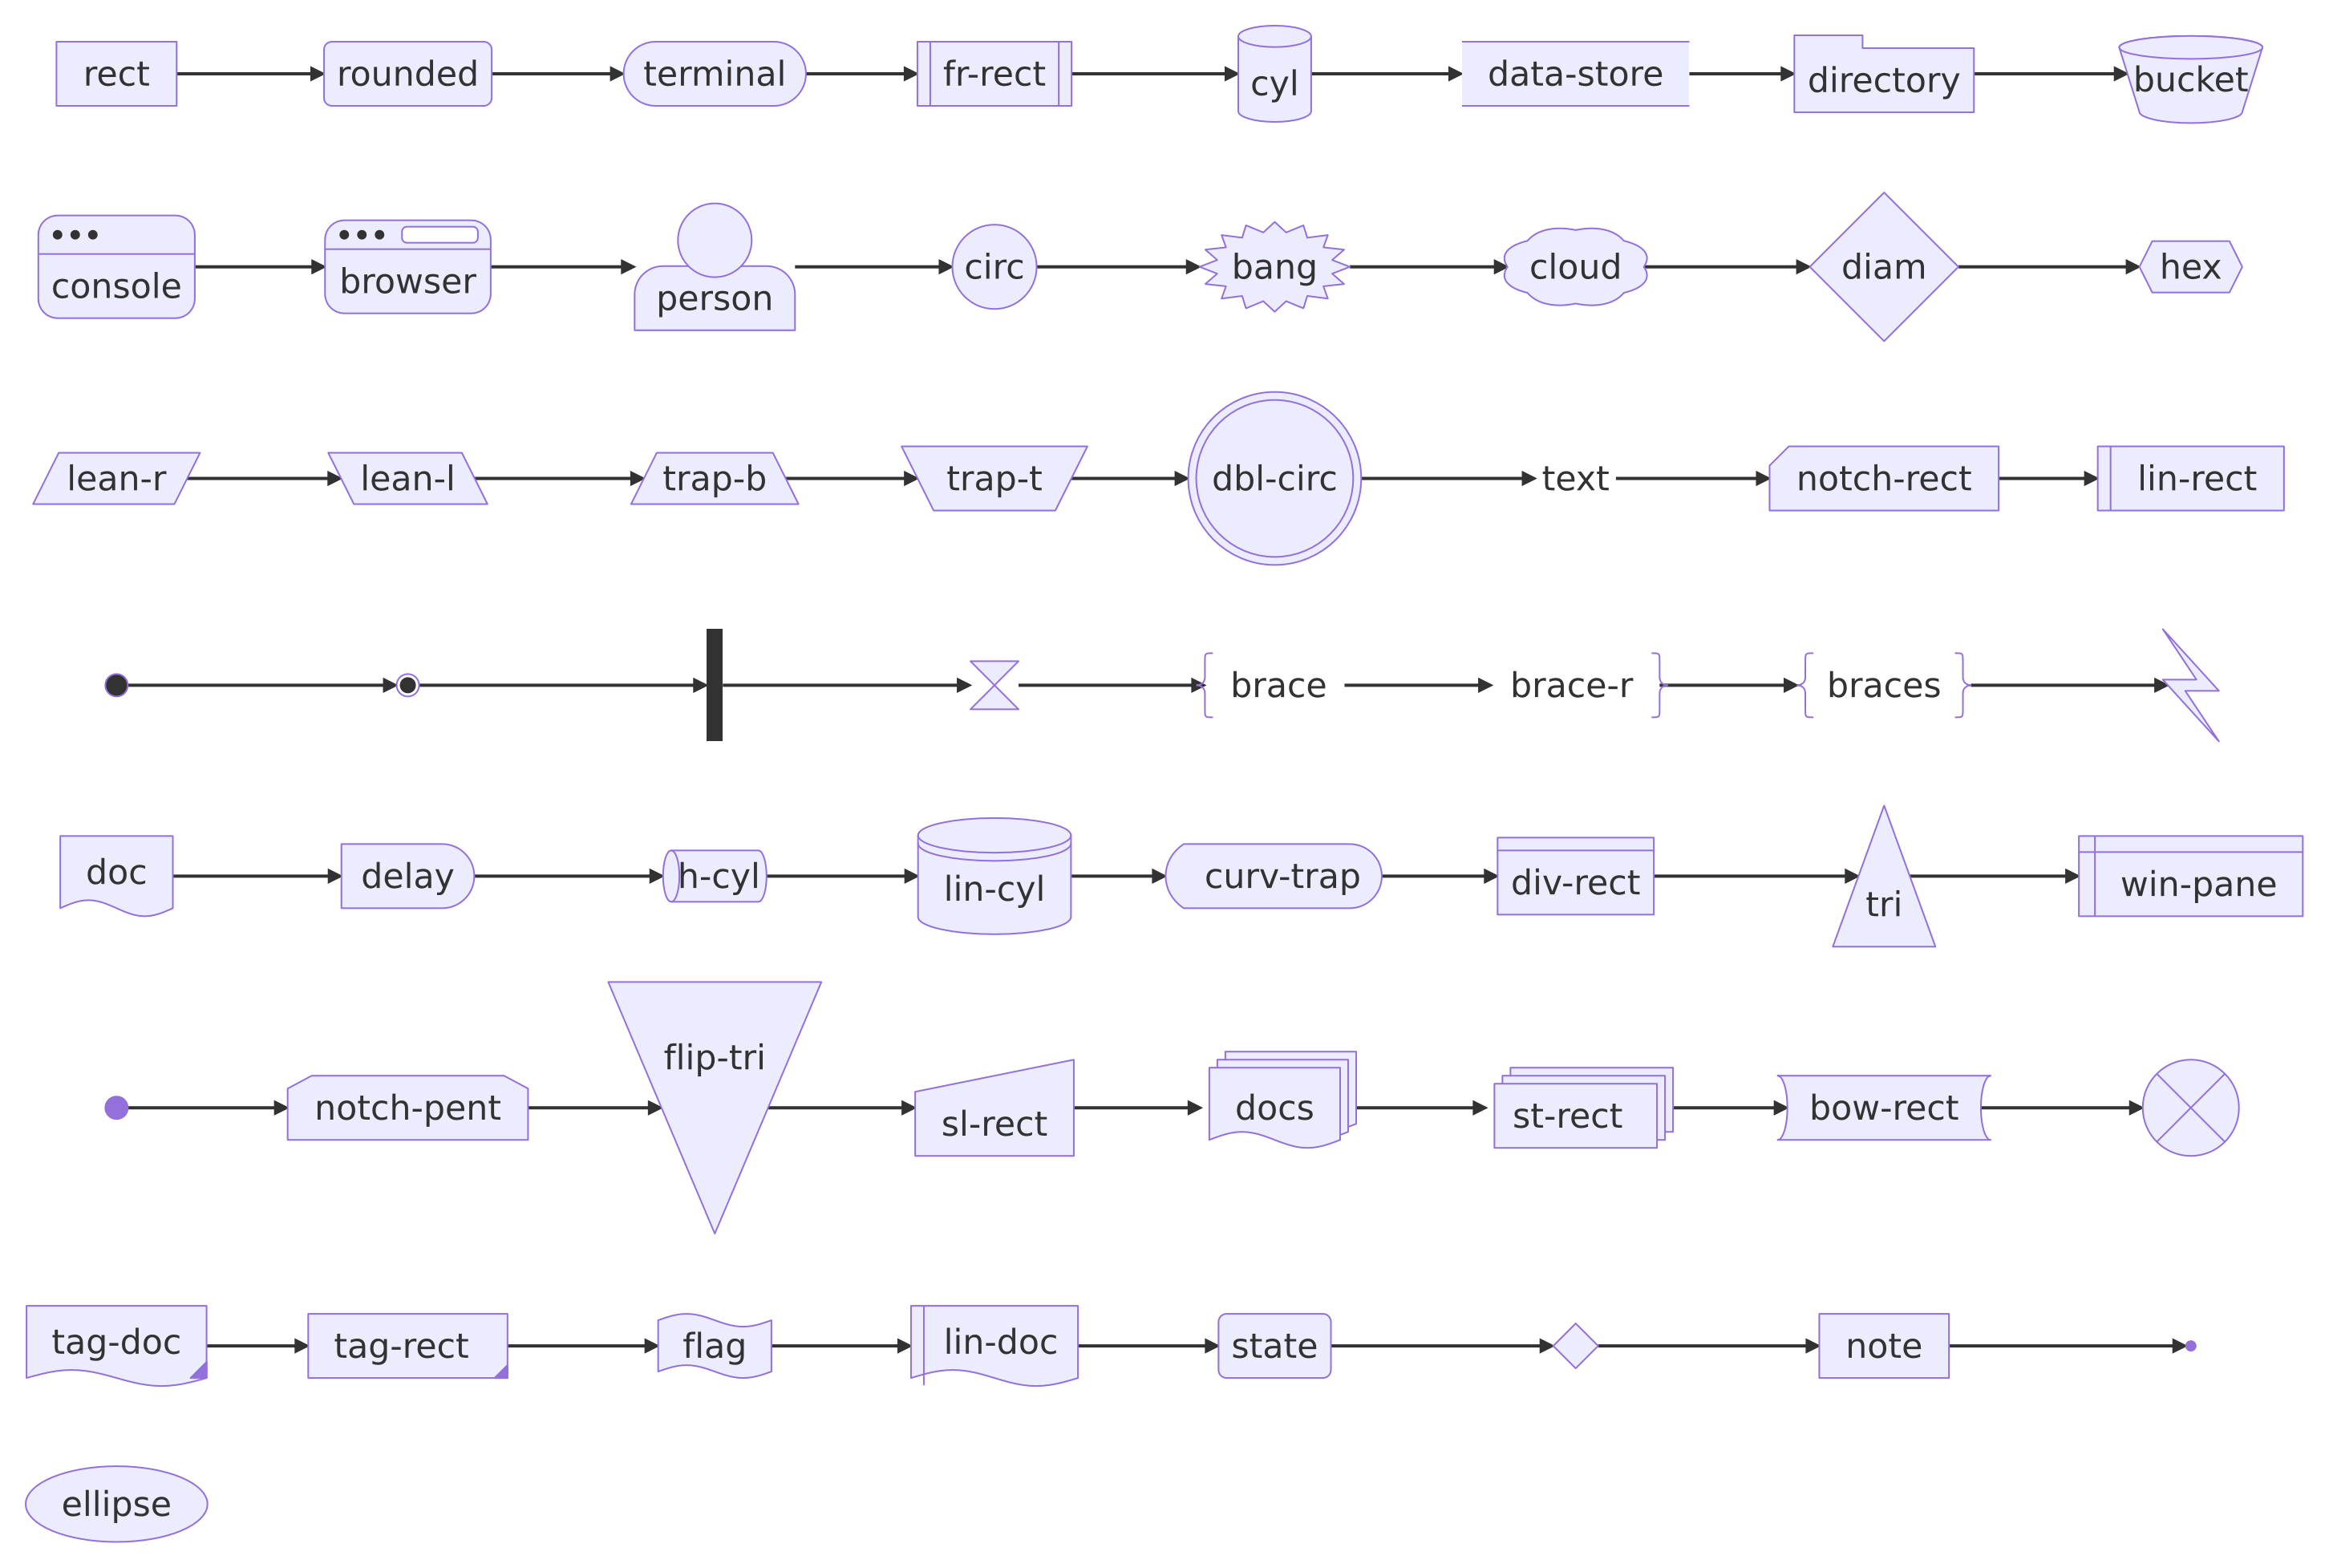 rect
rounded
terminal
fr-rect
cyl
data-store
directory
bucket
console
browser
person
circ
bang
cloud
diam
hex
lean-r
lean-l
trap-b
trap-t
dbl-circ
text
notch-rect
lin-rect
brace
brace-r
braces
doc
delay
h-cyl
lin-cyl
curv-trap
div-rect
tri
win-pane
notch-pent
flip-tri
sl-rect
docs
st-rect
bow-rect
tag-doc
tag-rect
flag
lin-doc
state
note
ellipse